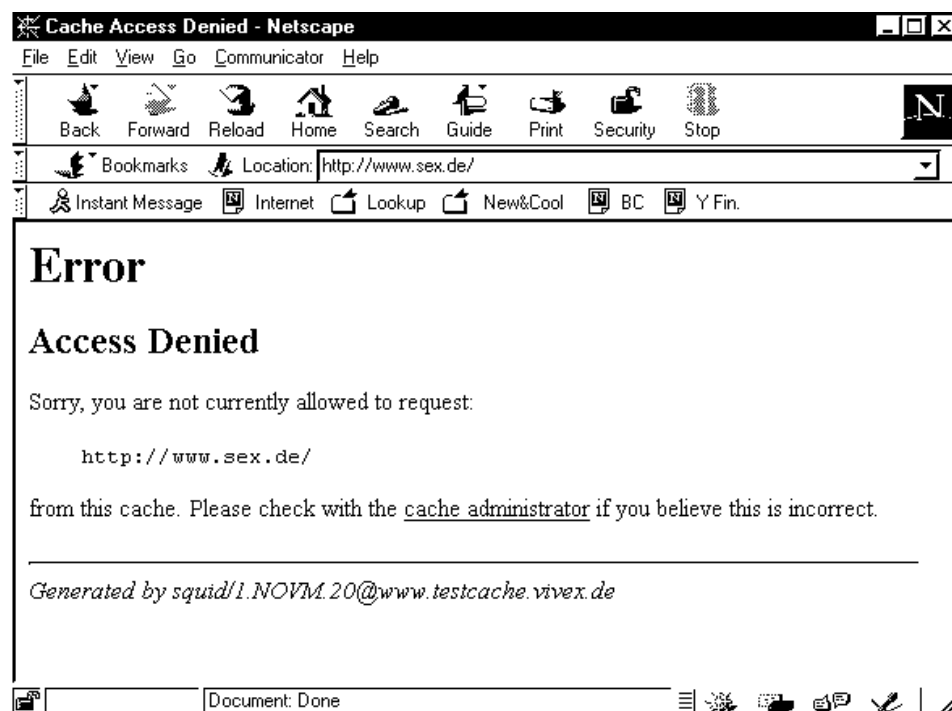 Cache Access Denied - Netscape
File Edit View Go Communicator Help
Back Forward Reload Home Search Guide Print Security Stop
N
Bookmarks Location: http://www.sex.de/
Instant Message Internet Lookup New&Cool BC Y Fin.
Error
Access Denied
Sorry, you are not currently allowed to request:
http://www.sex.de/
from this cache. Please check with the cache administrator if you believe this is incorrect.
Generated by squid/1.NOVM.20@www.testcache.vivex.de
Document: Done